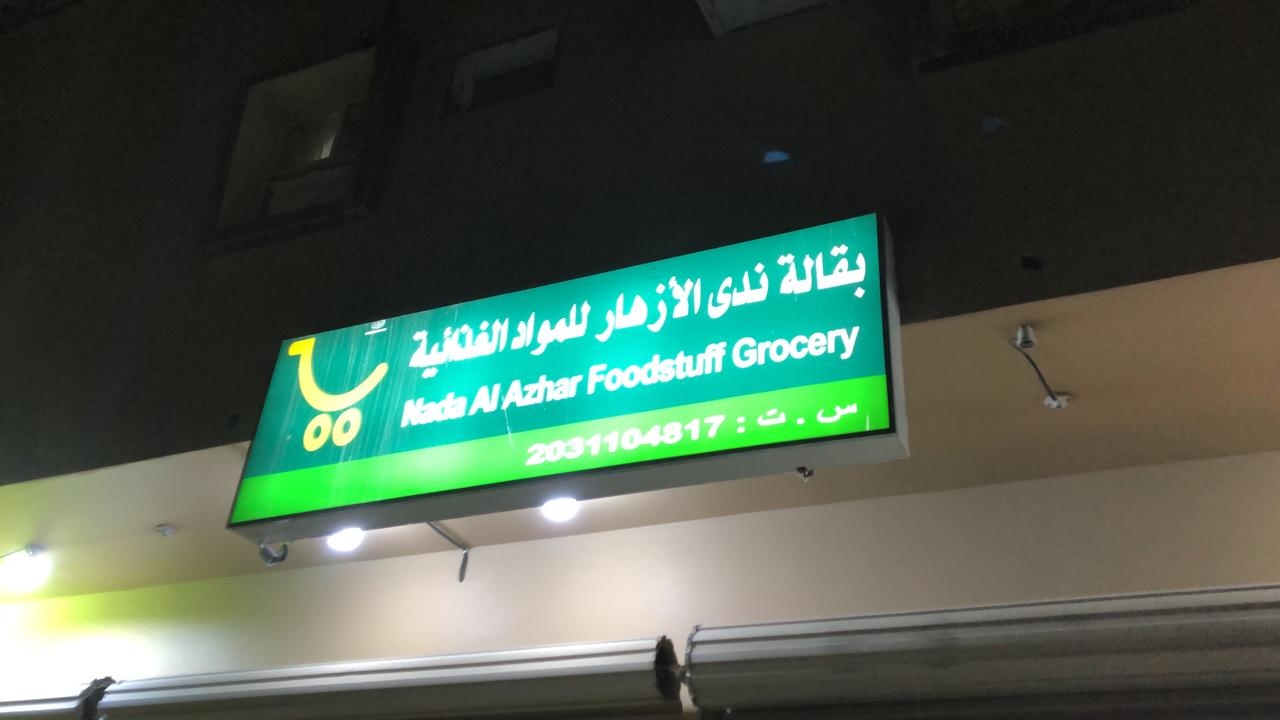 بقالة ندى الأزهار للمواد الغذائية
Nada Al Azhar Foodstuff Grocery
س . ت : 2031104817